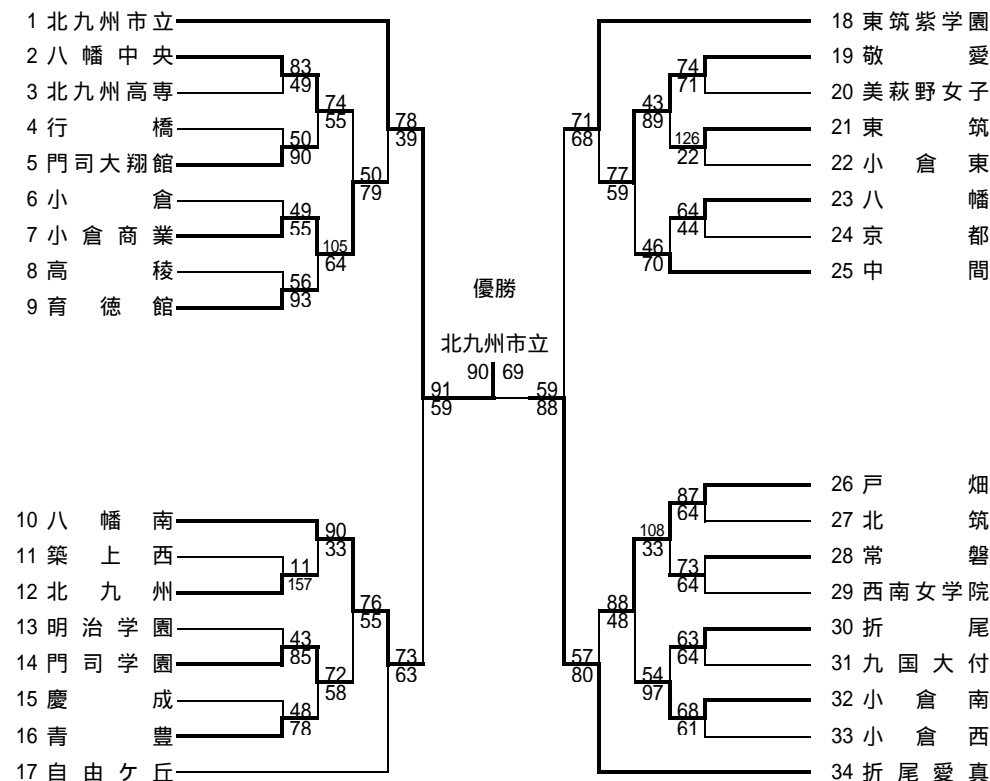 1 北九州市立
2 八幡中央
83
49
3 北九州高専
74
55
4 行橋
50
90
5 門司大翔館
78
39
50
79
6 小倉
49
55
7 小倉商業
105
64
8 高稜
56
93
9 育徳館
18 東筑紫学園
19 敬愛
74
71
20 美萩野女子
43
89
21 東筑
126
22
22 小倉東
71
68
77
59
23 八幡
64
44
24 京都
46
70
25 中間
優勝
北九州市立
90 69
91
59
59
88
10 八幡南
90
33
11 築上西
11
157
12 北九州
76
55
13 明治学園
43
85
14 門司学園
72
58
73
63
15 慶成
48
78
16 青豊
17 自由ケ丘
26 戸畑
87
64
27 北筑
108
33
28 常磐
73
64
29 西南女学院
88
48
30 折尾
63
64
31 九国大付
54
97
57
80
32 小倉南
68
61
33 小倉西
34 折尾愛真